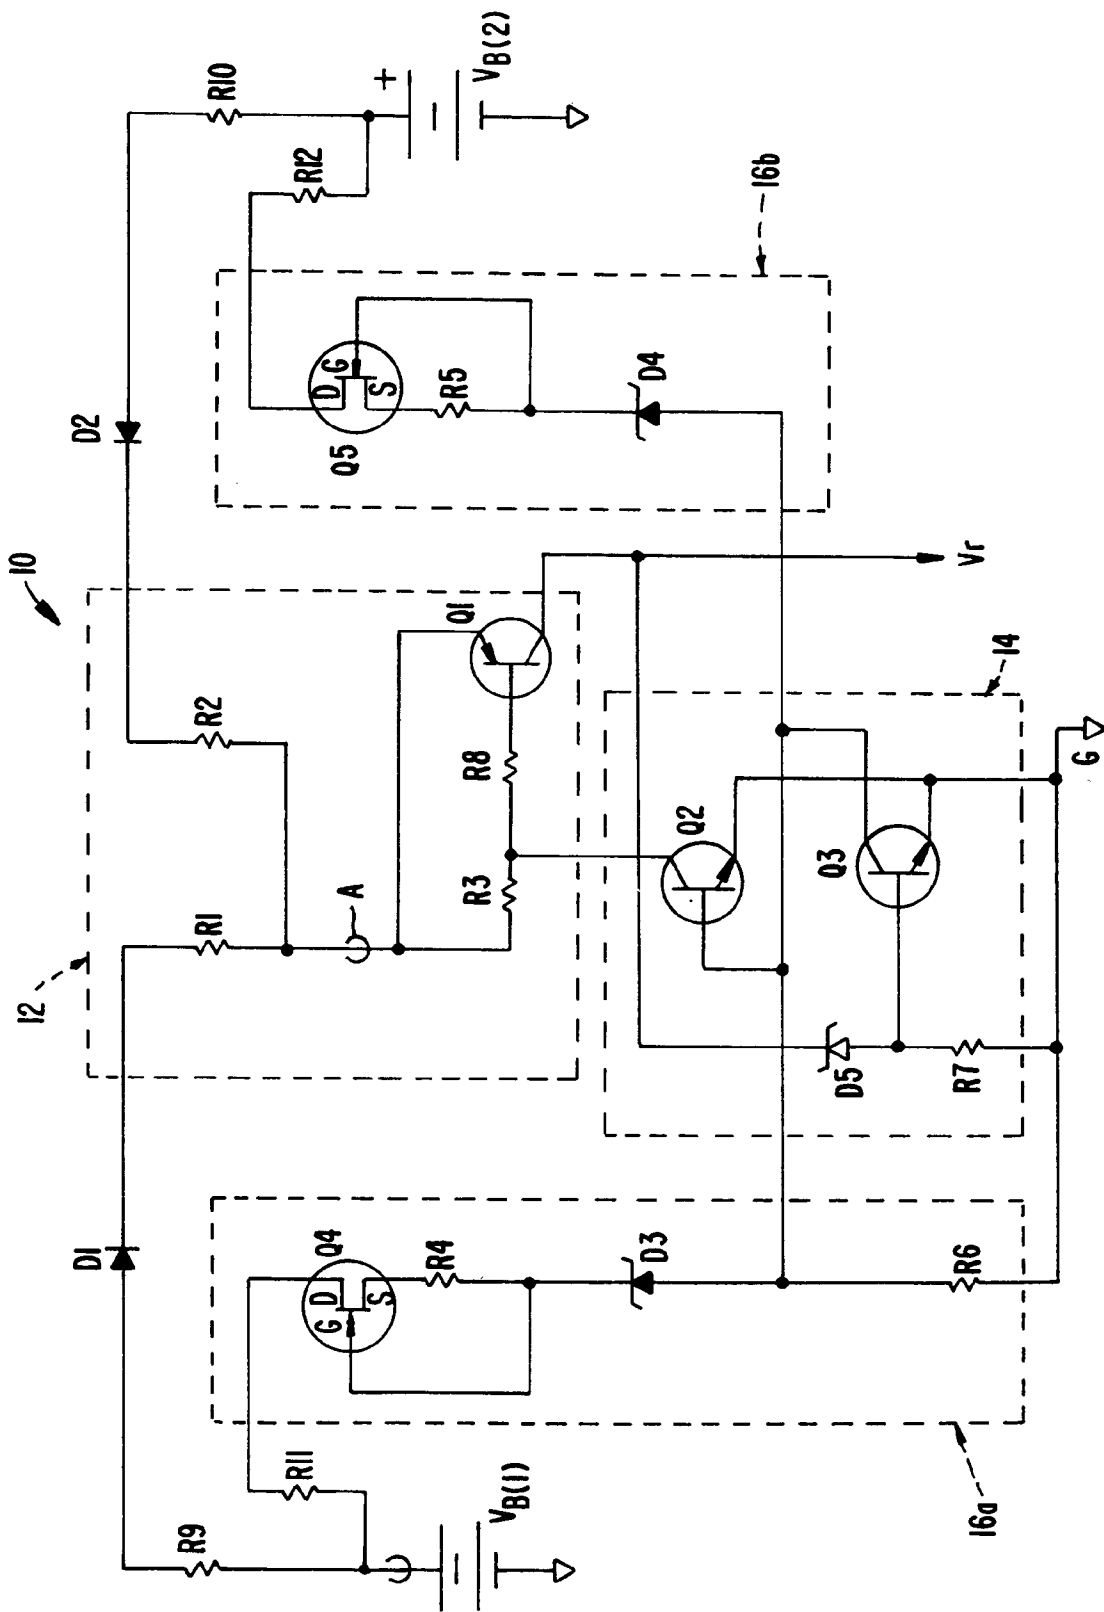 10
12
D1
D2
R9
R10
R1
R2
R11
R12
A
Q1
R3
R8
Q4
D
G
S
R4
Q5
D
G
S
R5
VB(1)
+
VB(2)
D3
D4
Q2
Q3
D5
R7
R6
Vr
G
14
16a
16b